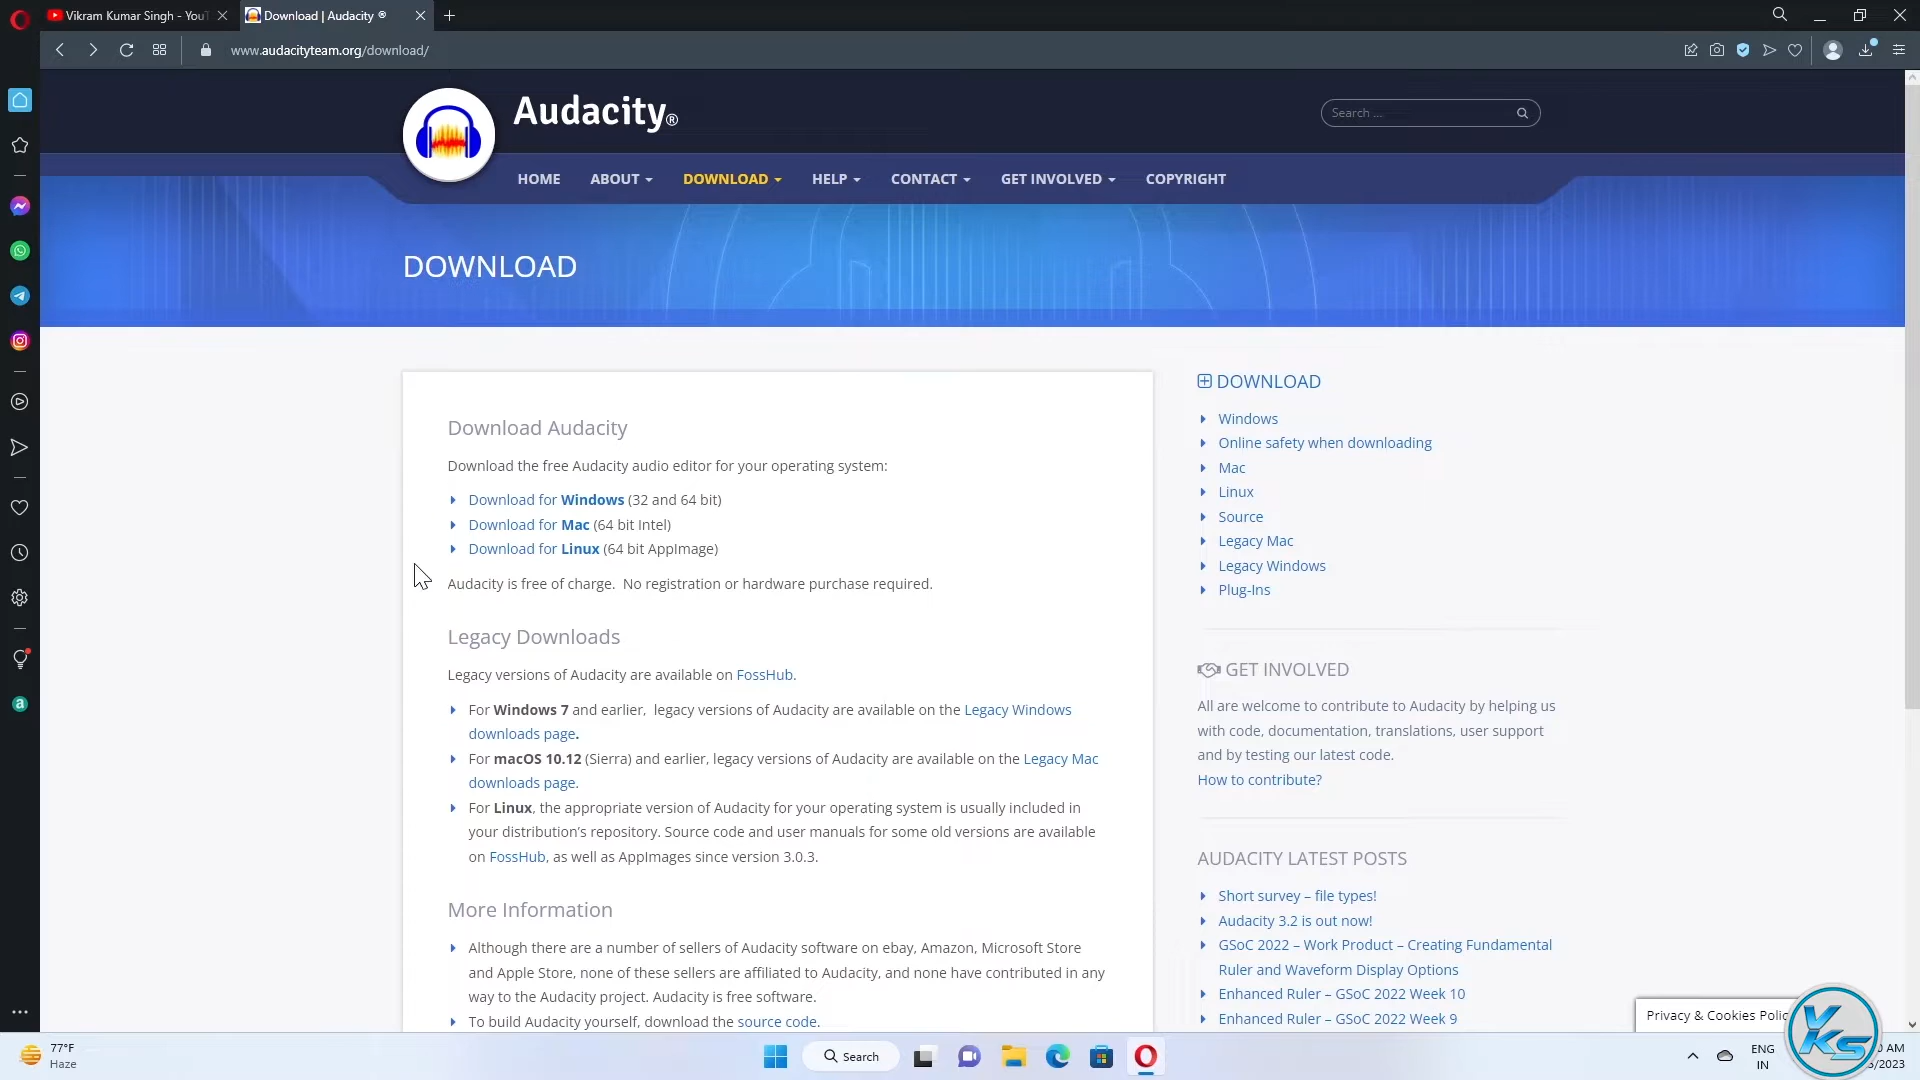 Vikram Kumar Singh - YouT
Download | Audacity ®
www.audacityteam.org/download/
Audacity®
Search ...
HOME
ABOUT
DOWNLOAD
HELP
CONTACT
GET INVOLVED
COPYRIGHT
DOWNLOAD
Download Audacity
Download the free Audacity audio editor for your operating system:
Download for Windows (32 and 64 bit)
Download for Mac (64 bit Intel)
Download for Linux (64 bit AppImage)
Audacity is free of charge.  No registration or hardware purchase required.
Legacy Downloads
Legacy versions of Audacity are available on FossHub.
For Windows 7 and earlier,  legacy versions of Audacity are available on the Legacy Windows
downloads page.
For macOS 10.12 (Sierra) and earlier, legacy versions of Audacity are available on the Legacy Mac
downloads page.
For Linux, the appropriate version of Audacity for your operating system is usually included in
your distribution’s repository. Source code and user manuals for some old versions are available
on FossHub, as well as AppImages since version 3.0.3.
More Information
Although there are a number of sellers of Audacity software on ebay, Amazon, Microsoft Store
and Apple Store, none of these sellers are affiliated to Audacity, and none have contributed in any
way to the Audacity project. Audacity is free software.
To build Audacity yourself, download the source code.
DOWNLOAD
Windows
Online safety when downloading
Mac
Linux
Source
Legacy Mac
Legacy Windows
Plug-Ins
GET INVOLVED
All are welcome to contribute to Audacity by helping us
with code, documentation, translations, user support
and by testing our latest code.
How to contribute?
AUDACITY LATEST POSTS
Short survey – file types!
Audacity 3.2 is out now!
GSoC 2022 – Work Product – Creating Fundamental
Ruler and Waveform Display Options
Enhanced Ruler – GSoC 2022 Week 10
Enhanced Ruler – GSoC 2022 Week 9
Privacy & Cookies Polic
77°F
Haze
Search
ENG
IN
AM
/2023
VKS